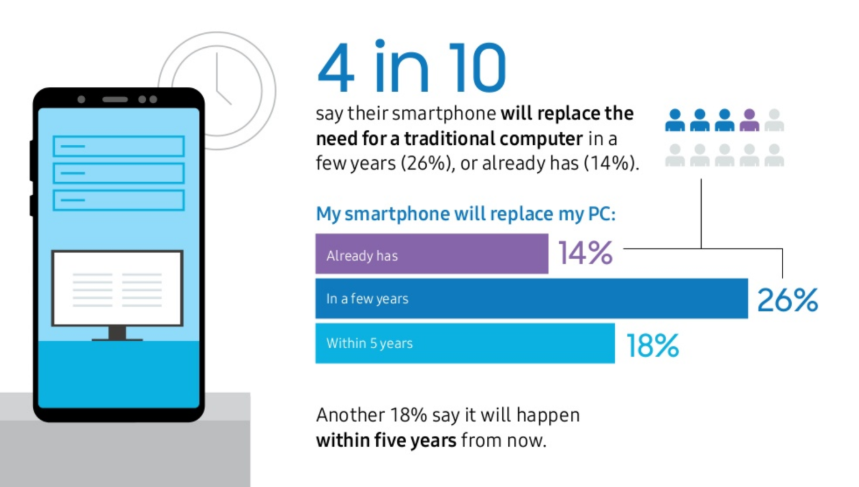 4 in 10
say their smartphone will replace the
need for a traditional computer in a
few years (26%), or already has (14%).
My smartphone will replace my PC:
Already has 14%
In a few years 26%
Within 5 years 18%
Another 18% say it will happen
within five years from now.